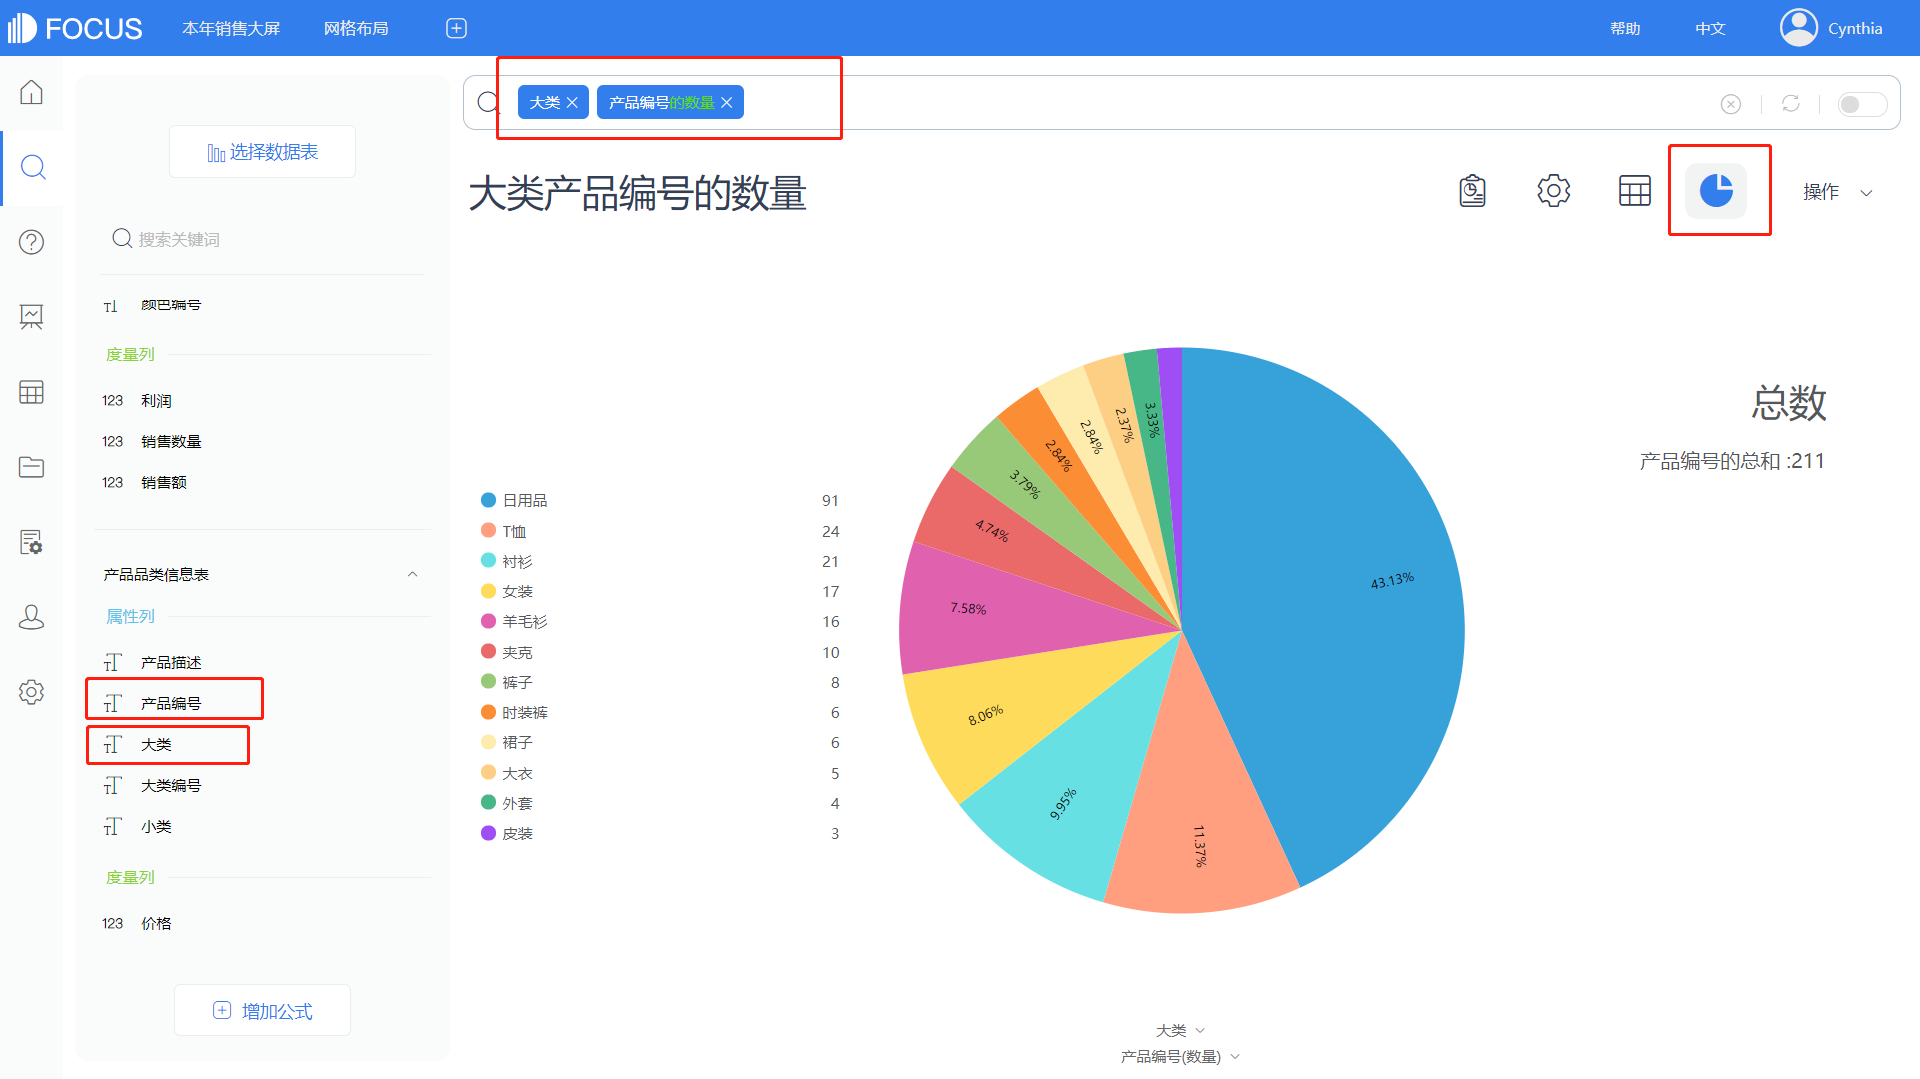 FOCUS
本年销售大屏
网格布局
帮助
中文
Cynthia
大类
产品编号的数量
选择数据表
搜索关键词
颜色编号
度量列
123 利润
123 销售数量
123 销售额
产品品类信息表
属性列
产品描述
产品编号
大类
大类编号
小类
度量列
123 价格
增加公式
大类产品编号的数量
操作
日用品 91
T恤 24
衬衫 21
女装 17
羊毛衫 16
夹克 10
裤子 8
时装裤 6
裙子 6
大衣 5
外套 4
皮装 3
43.13%
11.37%
9.95%
8.06%
7.58%
4.74%
3.79%
2.84%
2.84%
2.37%
3.33%
总数
产品编号的总和 :211
大类
产品编号(数量)